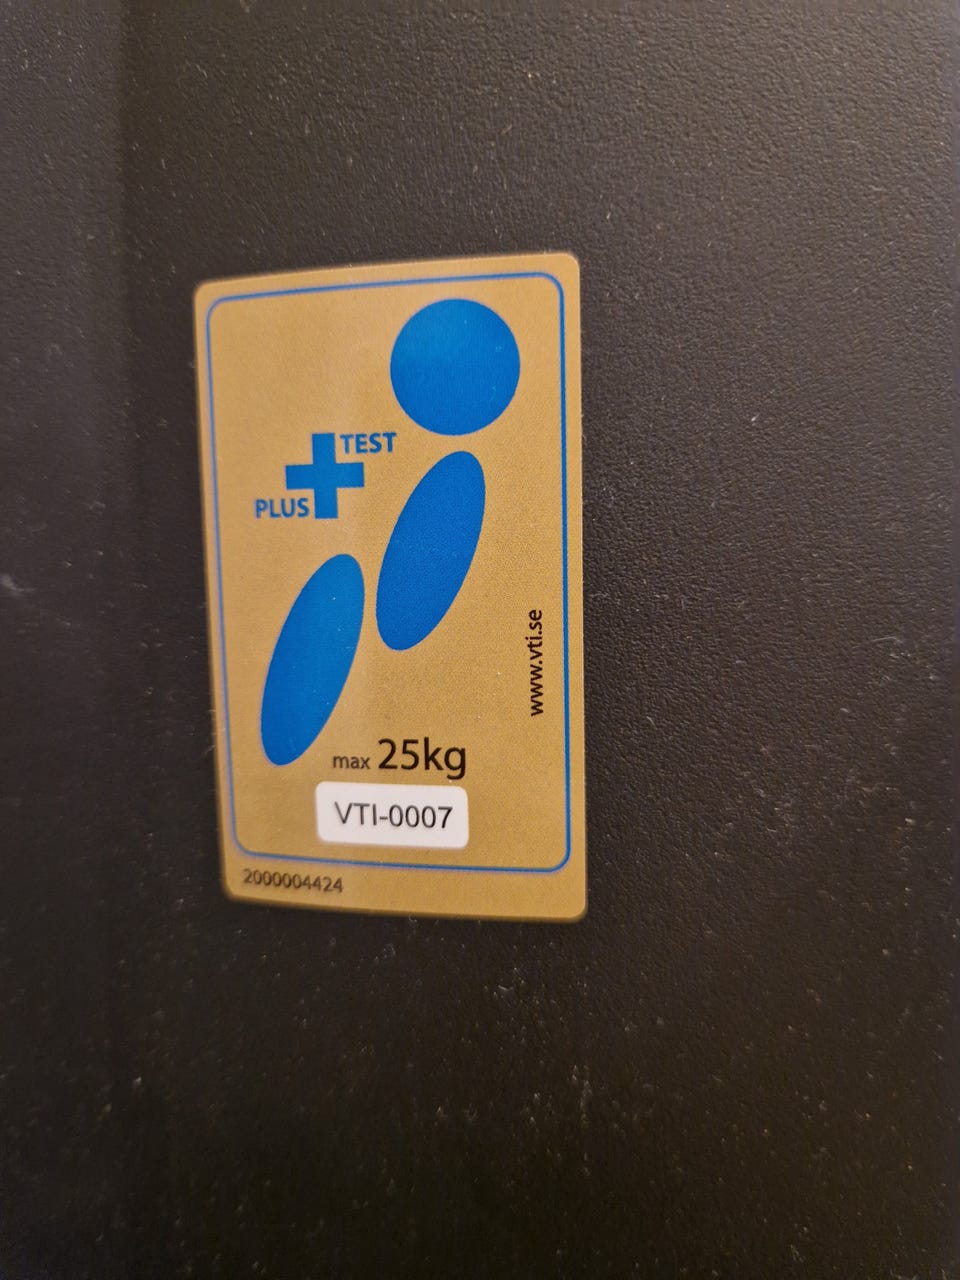 TEST
PLUS
www.vti.se
max 25kg
VTI-0007
2000004424